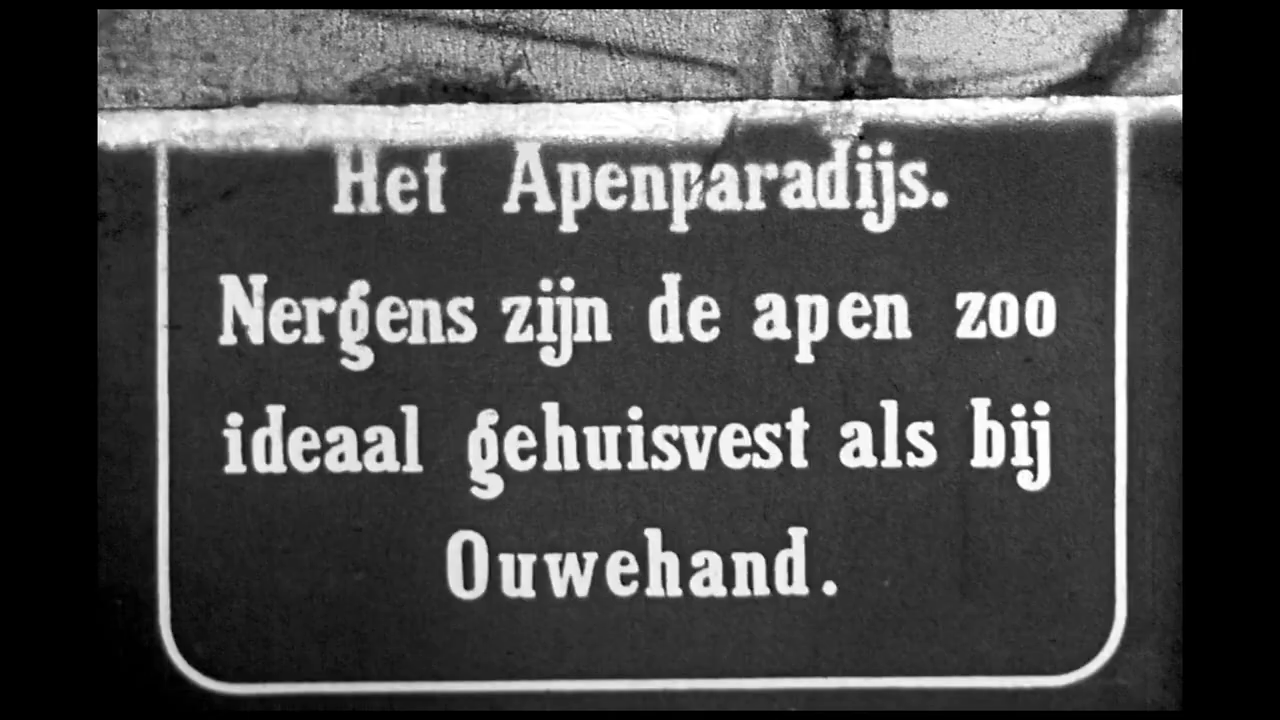 Het Apenparadijs.
Nergens zijn de apen zoo
ideaal gehuisvest als bij
Ouwehand.